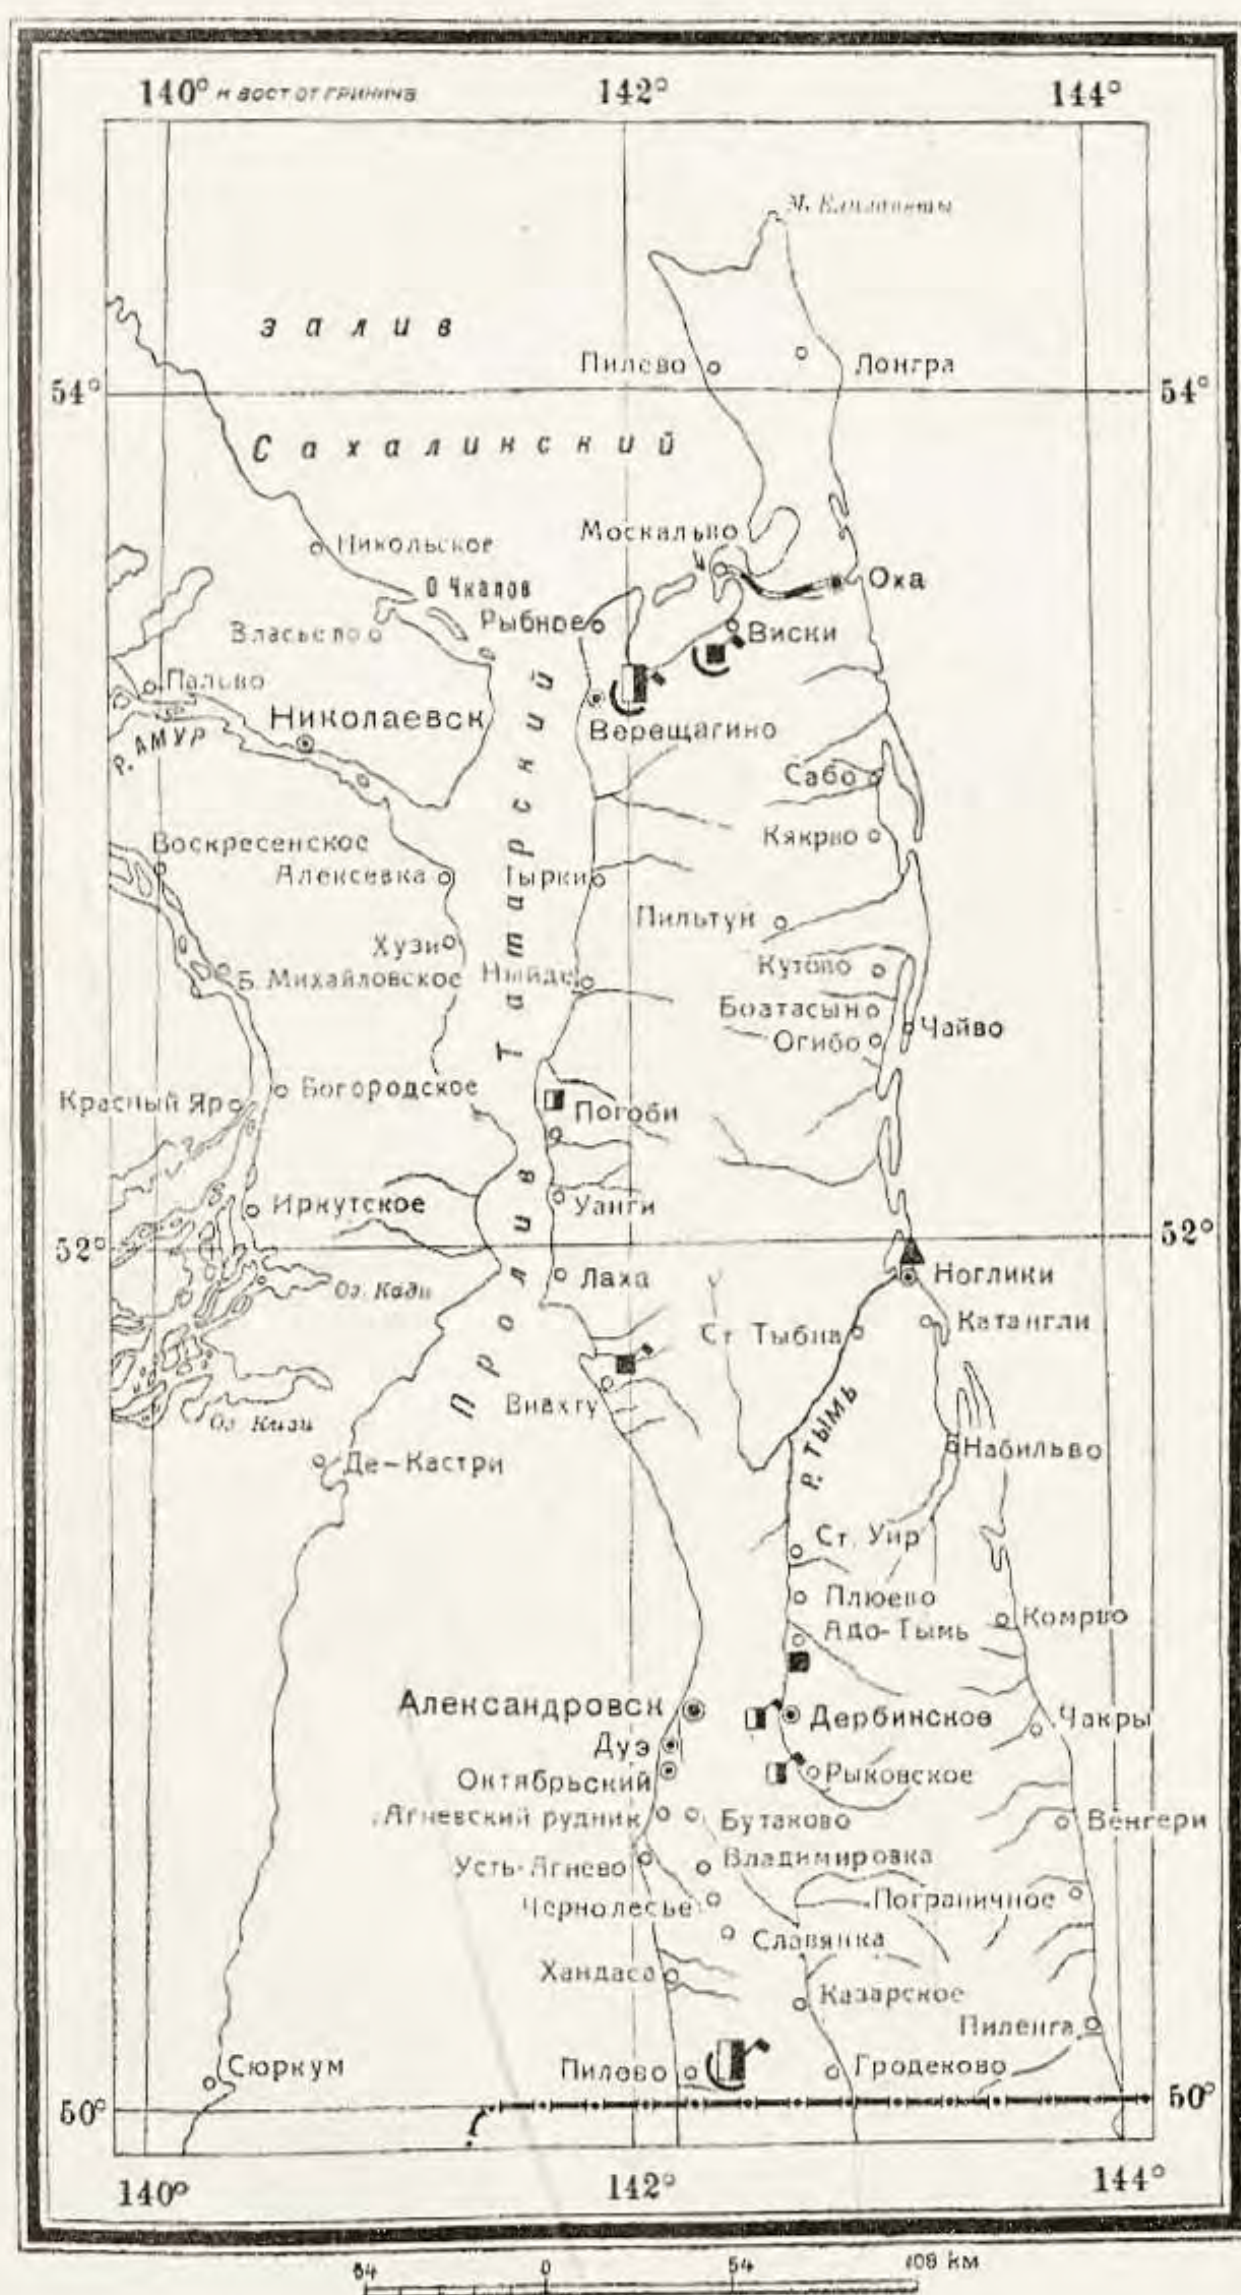 140° к вост от гринича 142° 144°
М.
залив
Пилево Лонгра
54° 54°
Сахалинский
Москальво
Никольское
Оха
О Чкалов
Рыбное
Власьево Виски
Пальво
Николаевск
Р. АМУР
Верещагино
Сабо
Воскресенское Кякрво
Алексевка Тырки
Пильтун
Хузи
Б. Михайловское Ныйде Кутово
Боатасыно
Чайво
Огибо
Богородское
Красный Яр Погоби
Иркутское Уанги
Татарский
Пролив
52° 52°
Оз. Кади Лаха Ноглики
Ст Тыбна Катангли
Виахту
Оз Кизи
Р. ТЫМЬ
Де-Кастри Набильво
Ст. Уир
Плюево
Адо-Тымь Комрво
Александровск Дербинское Чакры
Дуэ
Октябрьский Рыковское
Агневский рудник Бутаково Венгери
Усть-Агнево Владимировка
Чернолесье Пограничное
Славянка
Хандаса
Казарское
Пиленга
Сюркум Пилово Гродеково
50° 50°
140° 142° 144°
54 0 54 108 км